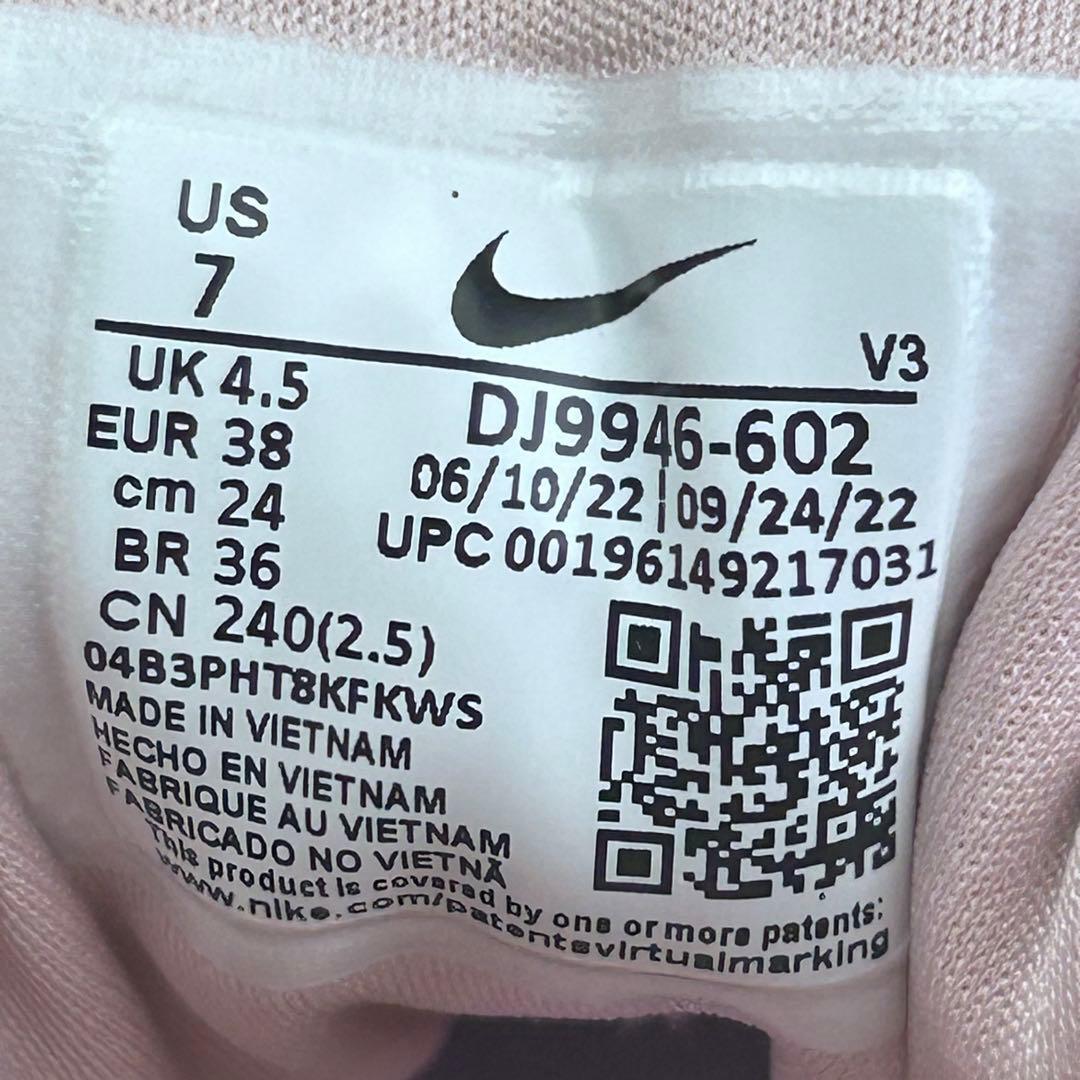 US
7
V3
UK 4.5
EUR 38
cm 24
BR 36
CN 240(2.5)
DJ9946-602
06/10/22|09/24/22
UPC 00196149217031
04B3PHT8KFKWS
MADE IN VIETNAM
HECHO EN VIETNAM
FABRIQUE AU VIETNAM
FABRICADO NO VIETNÃ
This product is covered by one or more patents:
www.nike.com/patentsvirtualmarking